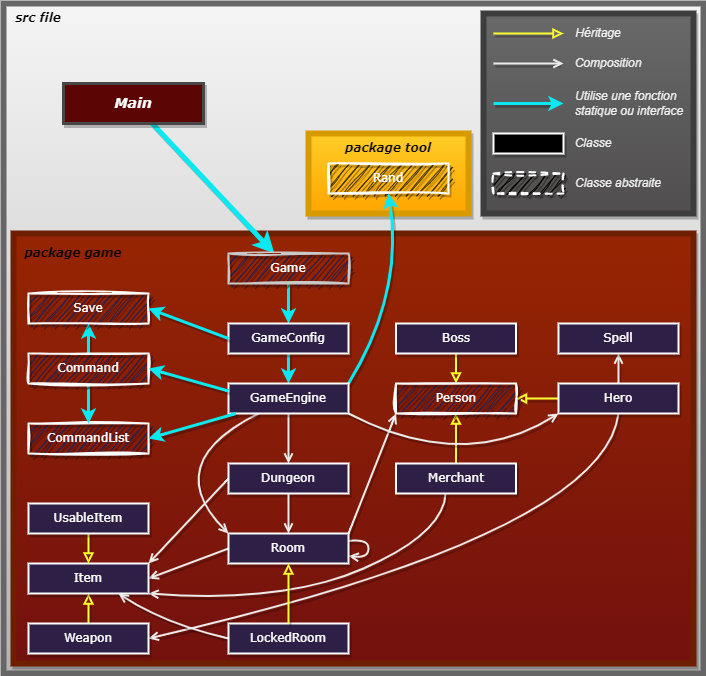 src file
Héritage
Composition
Utilise une fonction
statique ou interface
Classe
Classe abstraite
Main
package tool
Rand
package game
Game
Save
GameConfig
Boss
Spell
Command
GameEngine
Person
Hero
CommandList
Dungeon
Merchant
UsableItem
Room
Item
Weapon
LockedRoom